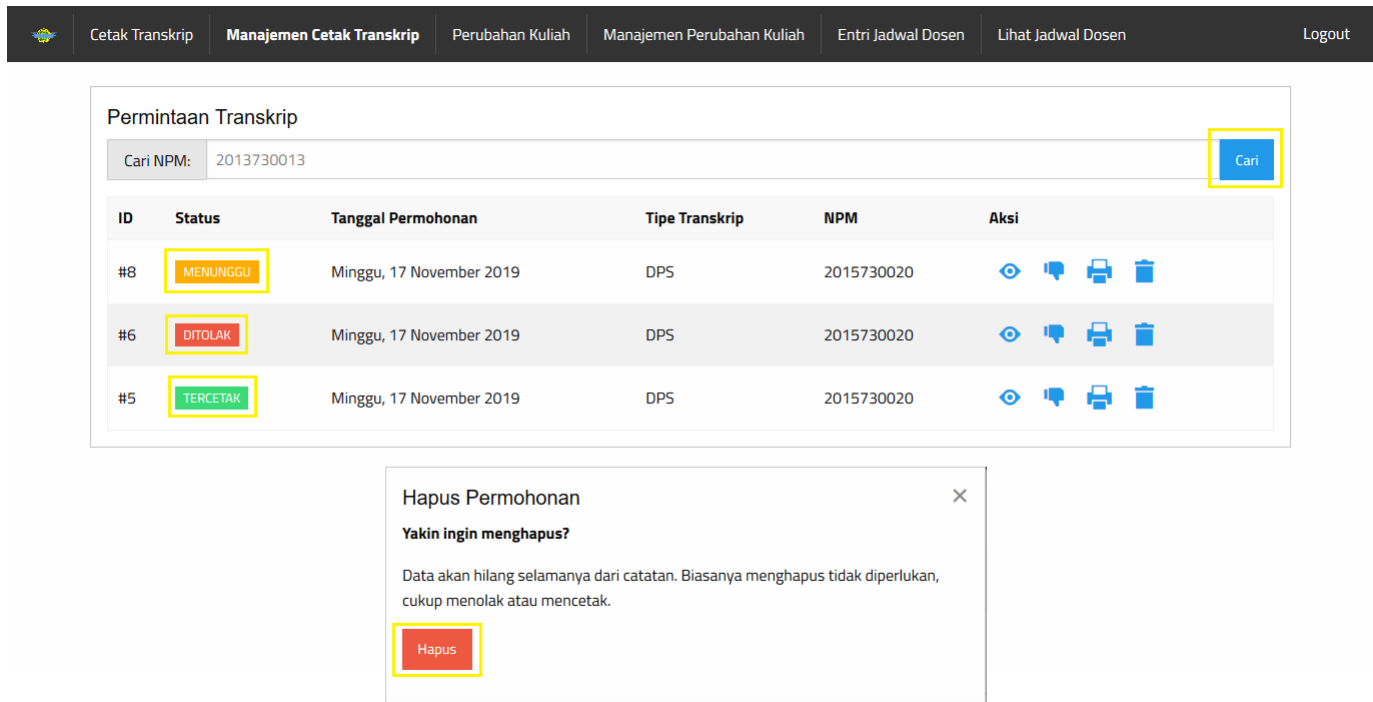 Cetak Transkrip Manajemen Cetak Transkrip Perubahan Kuliah Manajemen Perubahan Kuliah Entri Jadwal Dosen Lihat Jadwal Dosen Logout
Permintaan Transkrip
Cari NPM: 2013730013 Cari
ID Status Tanggal Permohonan Tipe Transkrip NPM Aksi
#8 MENUNGGU Minggu, 17 November 2019 DPS 2015730020
#6 DITOLAK Minggu, 17 November 2019 DPS 2015730020
#5 TERCETAK Minggu, 17 November 2019 DPS 2015730020
Hapus Permohonan ×
Yakin ingin menghapus?
Data akan hilang selamanya dari catatan. Biasanya menghapus tidak diperlukan,
cukup menolak atau mencetak.
Hapus